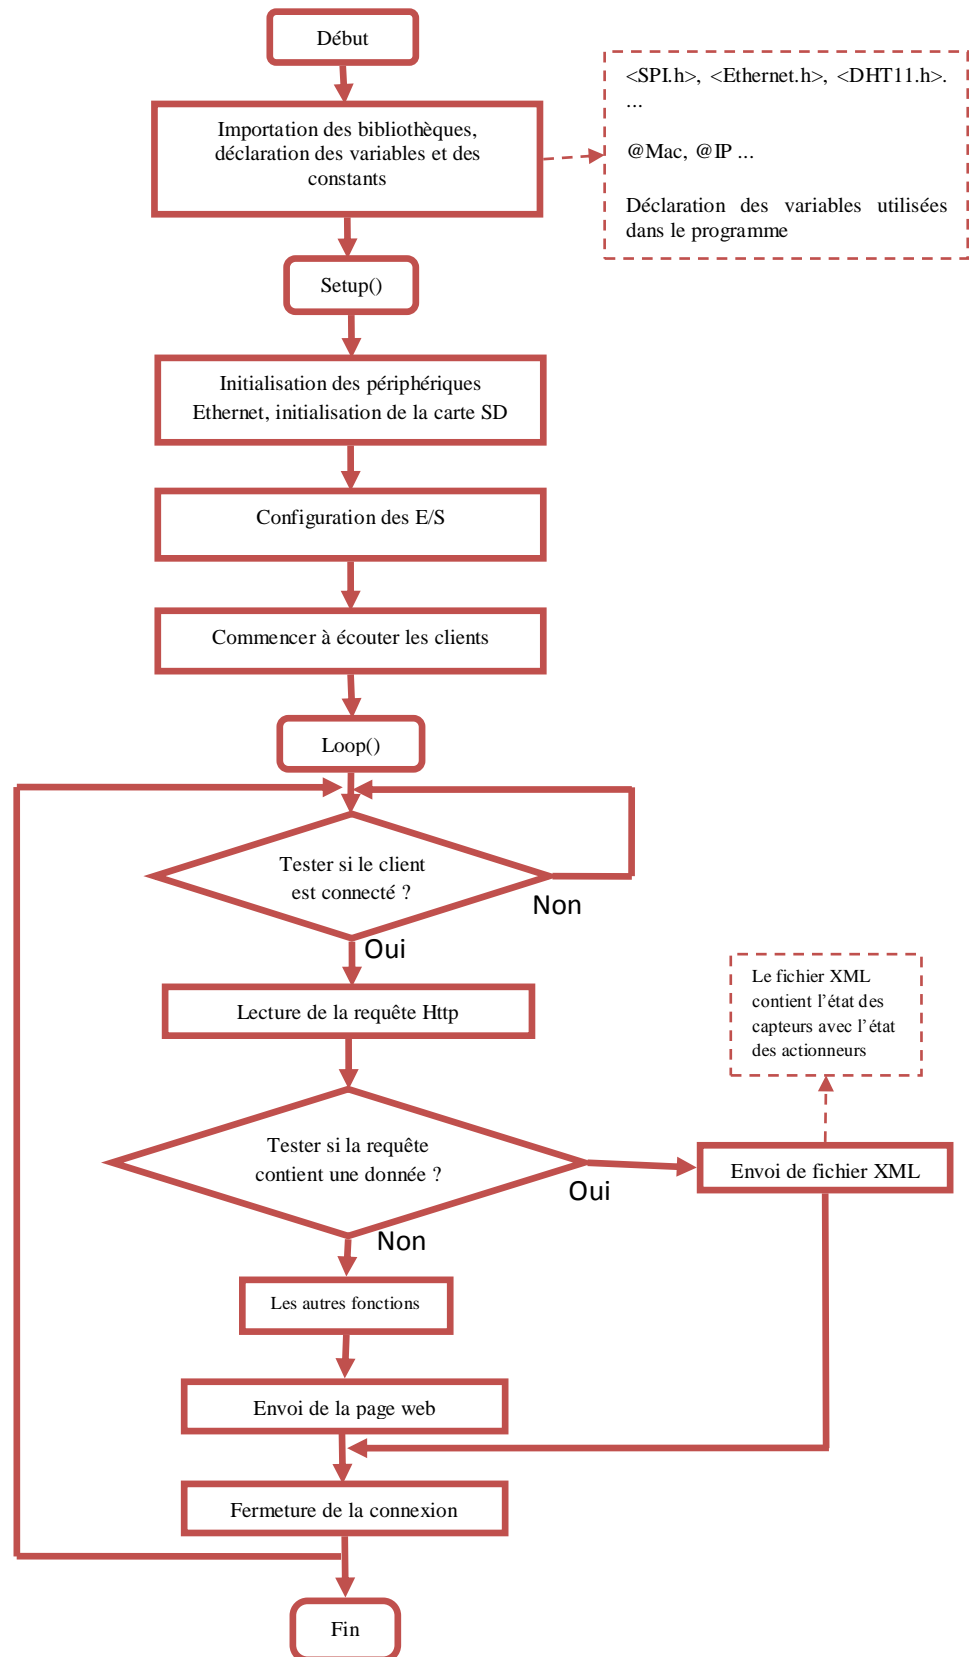 Début
<SPI.h>, <Ethernet.h>, <DHT11.h>.
...
@Mac, @IP ...
Déclaration des variables utilisées
dans le programme
Importation des bibliothèques,
déclaration des variables et des
constants
Setup()
Initialisation des périphériques
Ethernet, initialisation de la carte SD
Configuration des E/S
Commencer à écouter les clients
Loop()
Tester si le client
est connecté ?
Non
Oui
Lecture de la requête Http
Le fichier XML
contient l’état des
capteurs avec l’état
des actionneurs
Tester si la requête
contient une donnée ?
Oui
Envoi de fichier XML
Non
Les autres fonctions
Envoi de la page web
Fermeture de la connexion
Fin